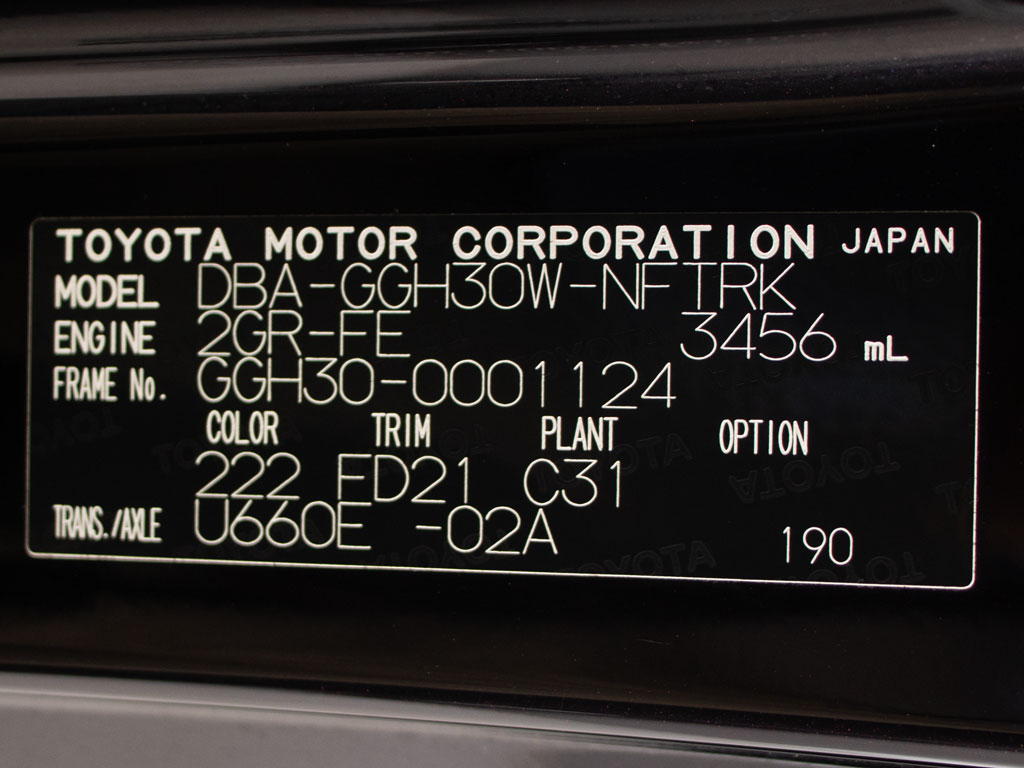 TOYOTA MOTOR CORPORATION JAPAN
MODEL DBA-GGH30W-NFTRK
ENGINE 2GR-FE 3456 mL
FRAME No. GGH30-0001124
COLOR TRIM PLANT OPTION
222 FD21 C31
TRANS./AXLE U660E -02A 190